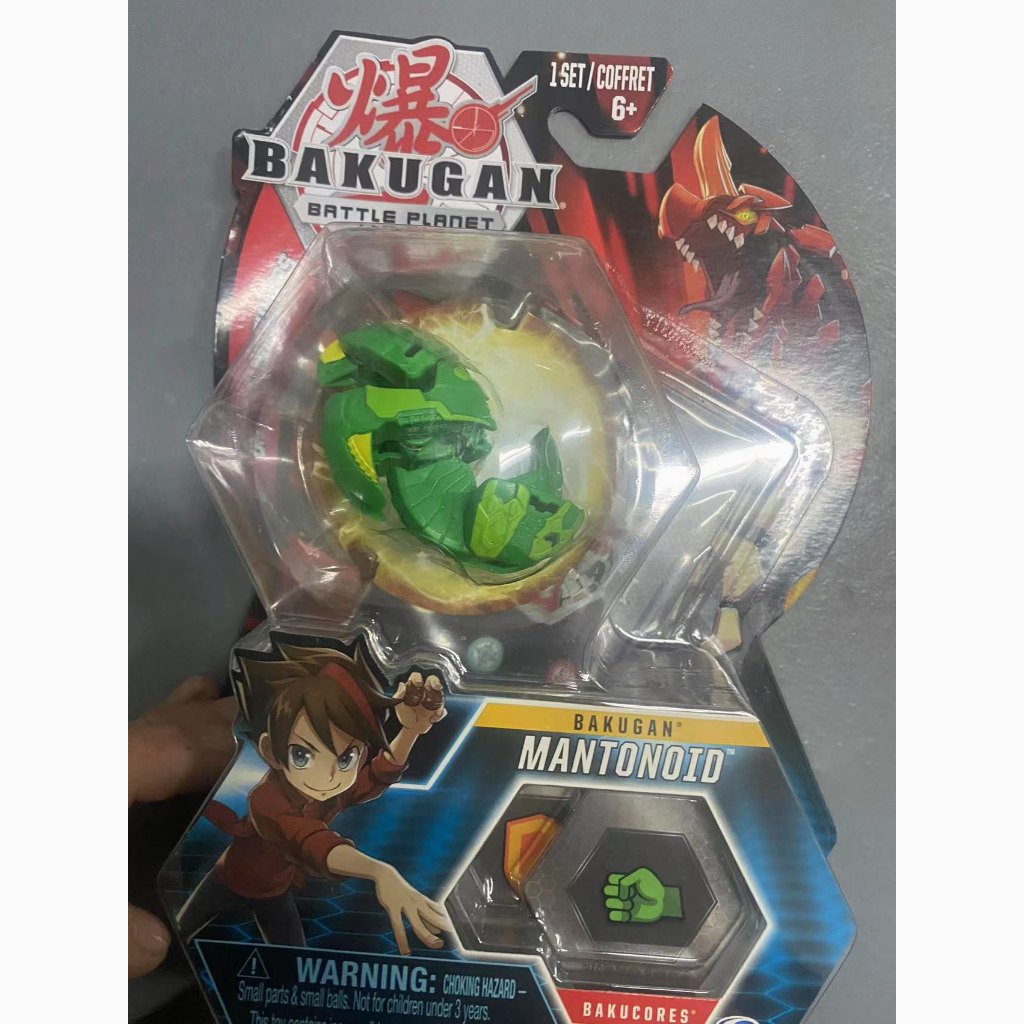 1 SET / COFFRET
6+
爆
BAKUGAN®
BATTLE PLANET
BAKUGAN®
MANTONOID™
WARNING: CHOKING HAZARD –
Small parts & small balls. Not for children under 3 years.
BAKUCORES®